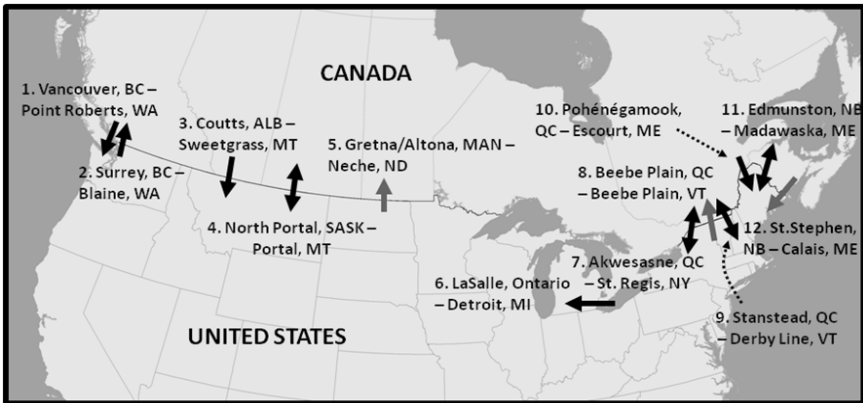 CANADA
1. Vancouver, BC –
Point Roberts, WA
2. Surrey, BC –
Blaine, WA
3. Coutts, ALB –
Sweetgrass, MT
4. North Portal, SASK –
Portal, MT
5. Gretna/Altona, MAN –
Neche, ND
6. LaSalle, Ontario
– Detroit, MI
7. Akwesasne, QC
– St. Regis, NY
8. Beebe Plain, QC
– Beebe Plain, VT
9. Stanstead, QC
– Derby Line, VT
10. Pohénégamook,
QC – Escourt, ME
11. Edmunston, NB
– Madawaska, ME
12. St.Stephen,
NB – Calais, ME
UNITED STATES